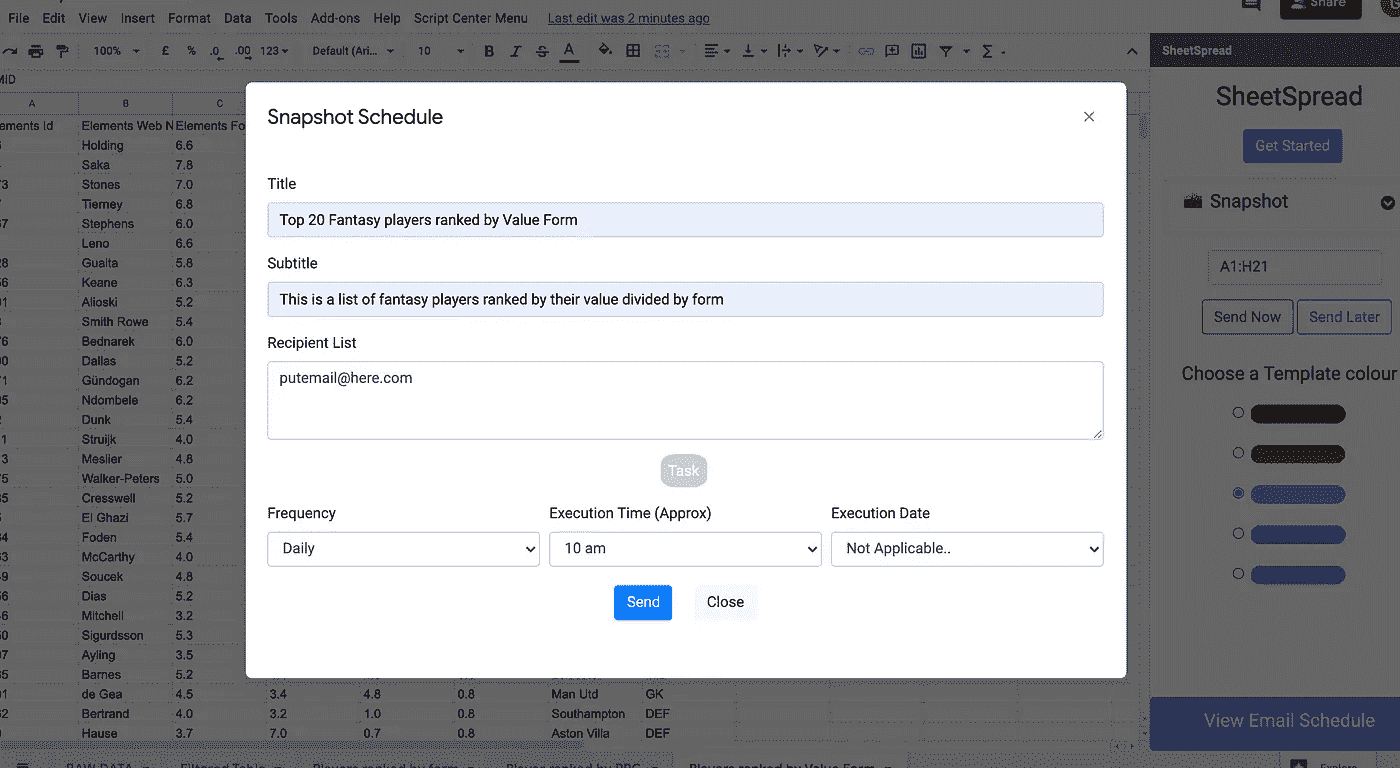 File Edit View Insert Format Data Tools Add-ons Help Script Center Menu Last edit was 2 minutes ago
Share
100% £ % .0 .00 123 Default (Ari... 10 B I S A Σ
SheetSpread
MID
A B C
ements Id Elements Web N Elements Fo
Holding 6.6
Saka 7.8
73 Stones 7.0
Tierney 6.8
37 Stephens 6.0
Leno 6.6
28 Guaita 5.8
56 Keane 6.3
01 Alioski 5.2
Smith Rowe 5.4
76 Bednarek 6.0
00 Dallas 5.2
71 Gündogan 6.2
05 Ndombele 6.2
Dunk 5.4
1 Struijk 4.0
3 Meslier 4.8
75 Walker-Peters 5.0
35 Cresswell 5.2
El Ghazi 5.7
34 Foden 5.4
33 McCarthy 4.0
49 Soucek 4.8
56 Dias 5.2
46 Mitchell 3.2
50 Sigurdsson 5.3
07 Ayling 3.5
35 Barnes 5.2
01 de Gea 4.5 3.4 4.8 0.8 Man Utd GK
32 Bertrand 4.0 3.2 1.0 0.8 Southampton DEF
0 Hause 3.7 7.0 0.7 0.8 Aston Villa DEF
RAW DATA Filtered Table Players ranked by form Player ranked by PPG Players ranked by Value Form
Snapshot Schedule
Title
Top 20 Fantasy players ranked by Value Form
Subtitle
This is a list of fantasy players ranked by their value divided by form
Recipient List
putemail@here.com
Task
Frequency Execution Time (Approx) Execution Date
Daily 10 am Not Applicable..
Send Close
SheetSpread
Get Started
Snapshot
A1:H21
Send Now Send Later
Choose a Template colour
View Email Schedule
Explore